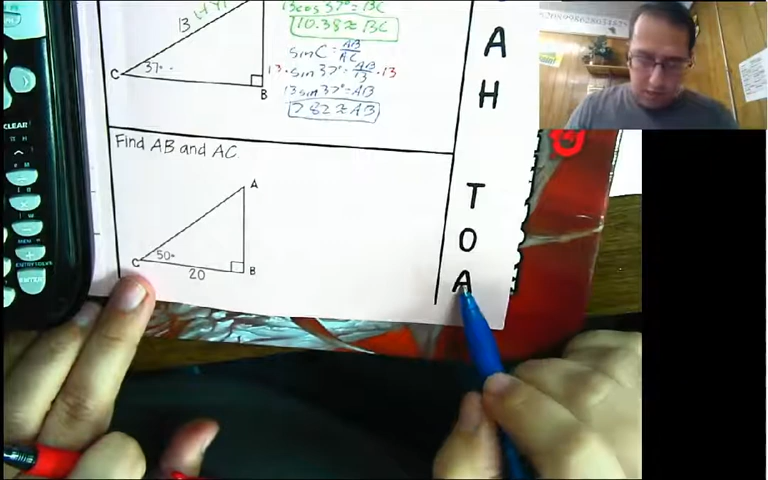 13cos 37° = BC
13
10.38 ≈ BC
sin C = AB/AC
A
37°
13 · sin 37° = AB/13 · 13
C
B
13 sin 37° = AB
H
7.82 ≈ AB
CLEAR
Find AB and AC
T
A
O
50°
C
B
20
A
ENTER